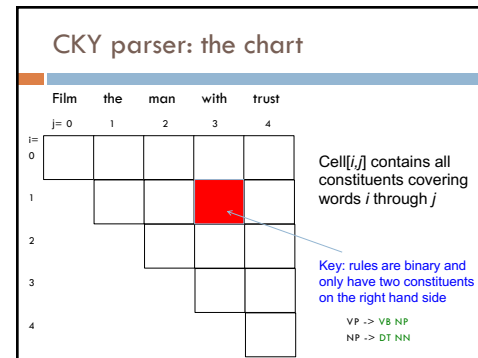 CKY parser: the chart
Film the man with trust
j= 0 1 2 3 4
i=
0
1
2
3
4
Cell[i,j] contains all
constituents covering
words i through j
Key: rules are binary and
only have two constituents
on the right hand side
VP -> VB NP
NP -> DT NN